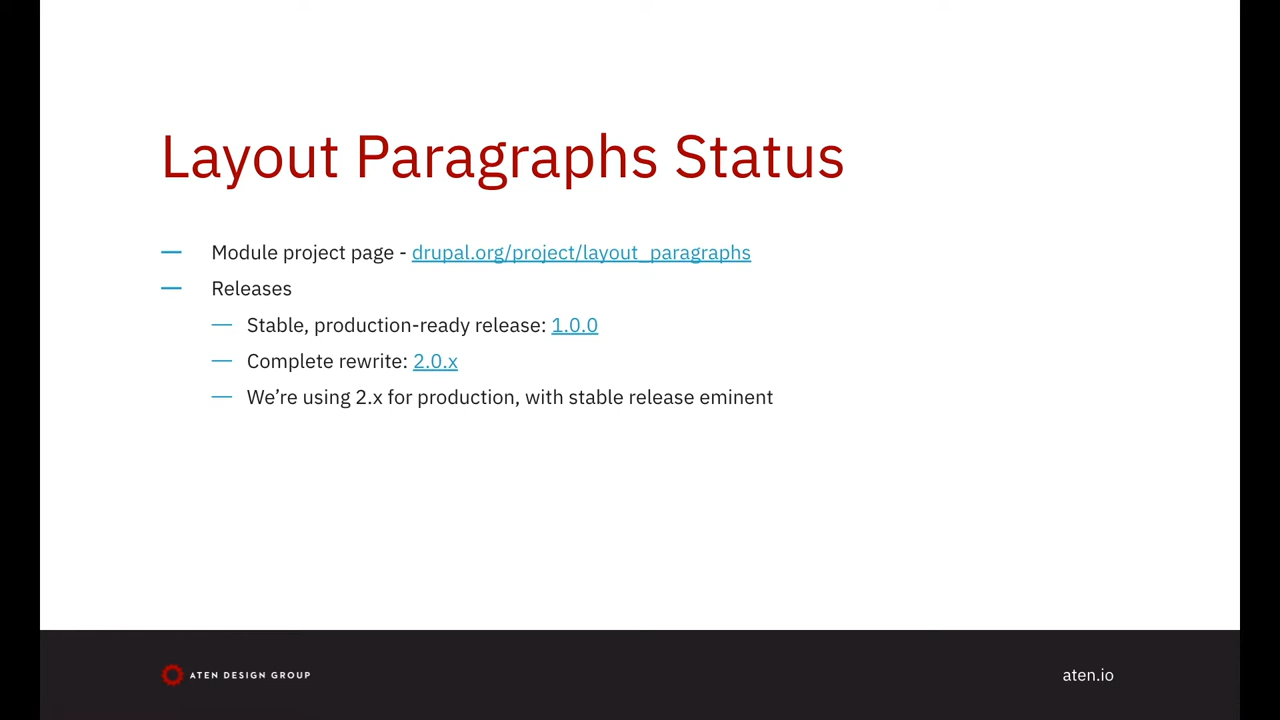 Layout Paragraphs Status
— Module project page - drupal.org/project/layout_paragraphs
— Releases
— Stable, production-ready release: 1.0.0
— Complete rewrite: 2.0.x
— We're using 2.x for production, with stable release eminent
ATEN DESIGN GROUP
aten.io